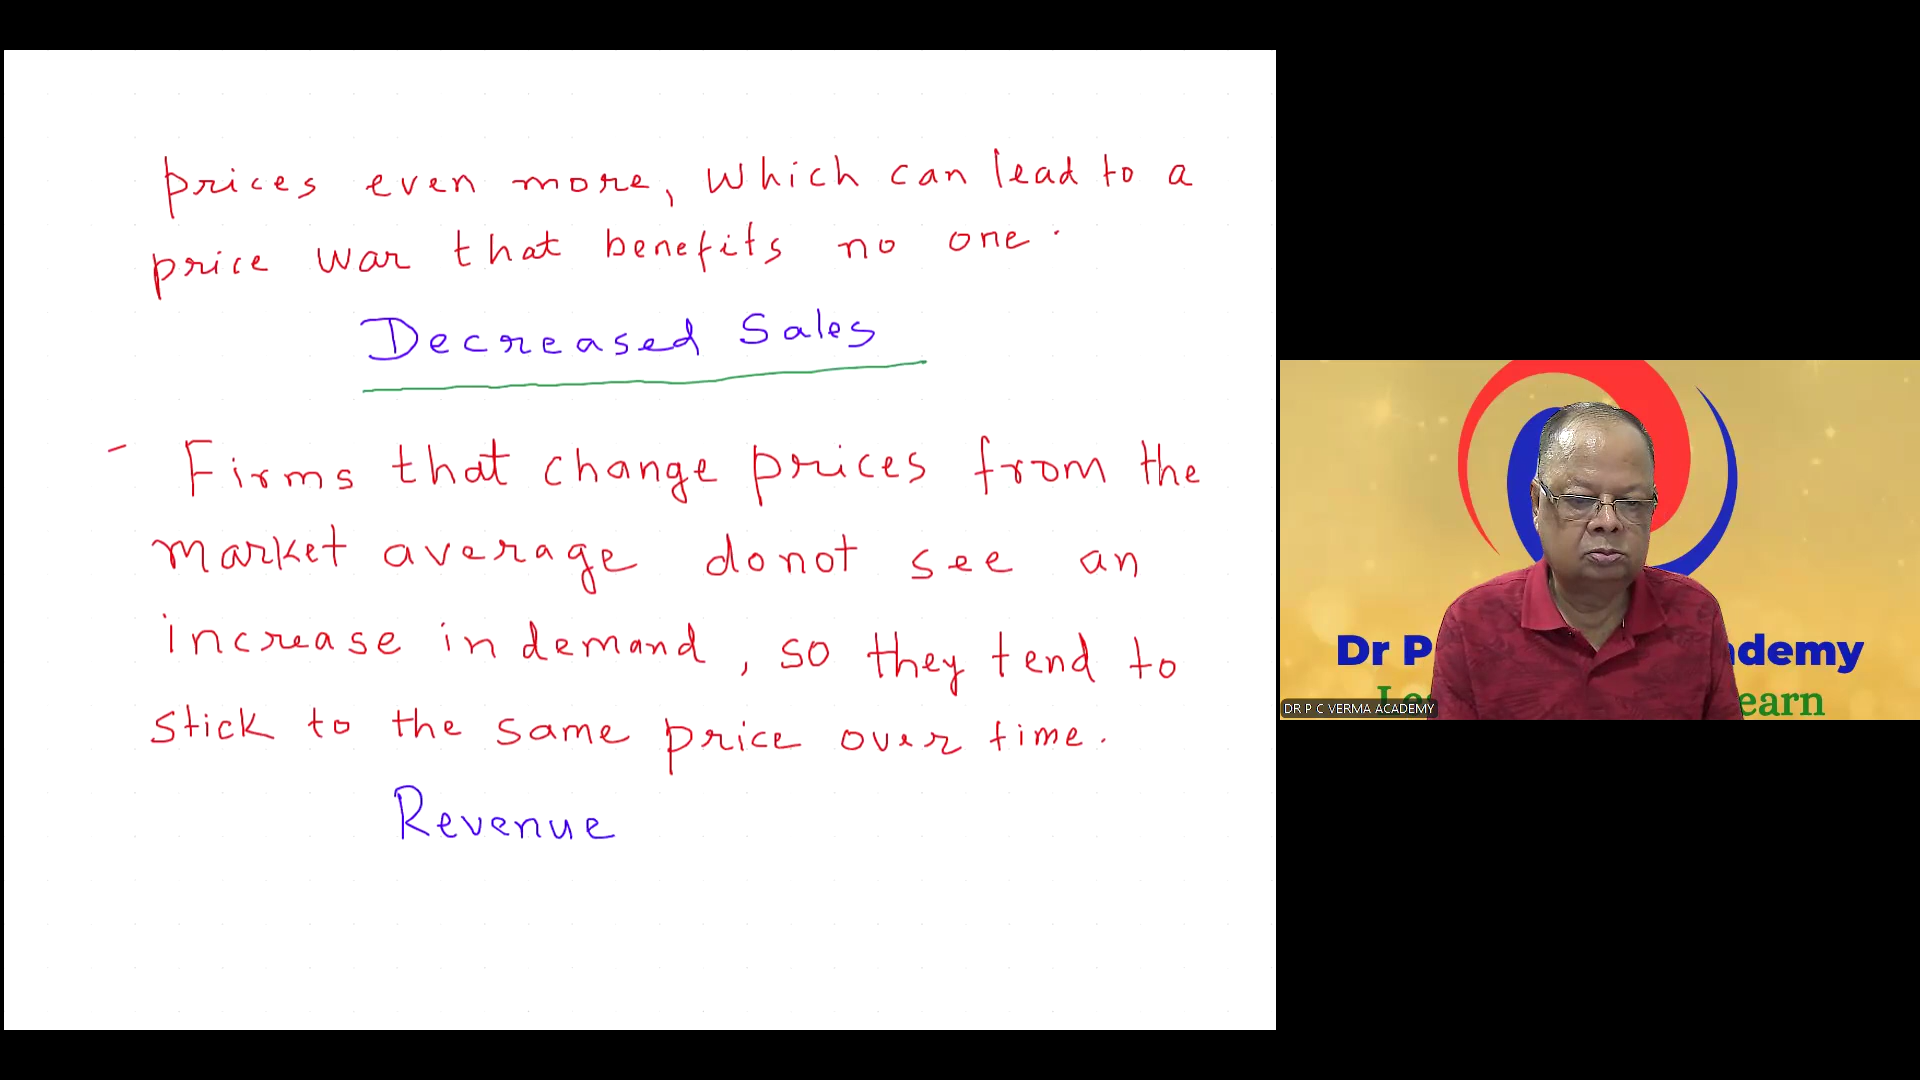 prices even more, which can lead to a
price war that benefits no one.
Decreased Sales
- Firms that change prices from the
market average donot see an
increase in demand, so they tend to
stick to the same price over time.
Revenue
Dr P demy
Le earn
DR P C VERMA ACADEMY